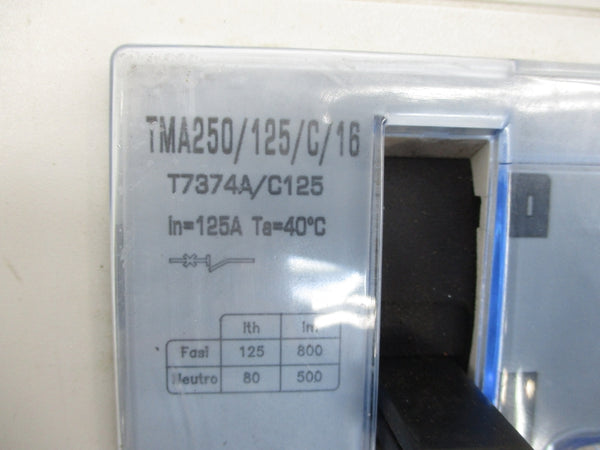 TMA250/125/C/16
T7374A/C125
In=125A Ta=40°C
Ith Im
Fasi 125 800
Neutro 80 500
I